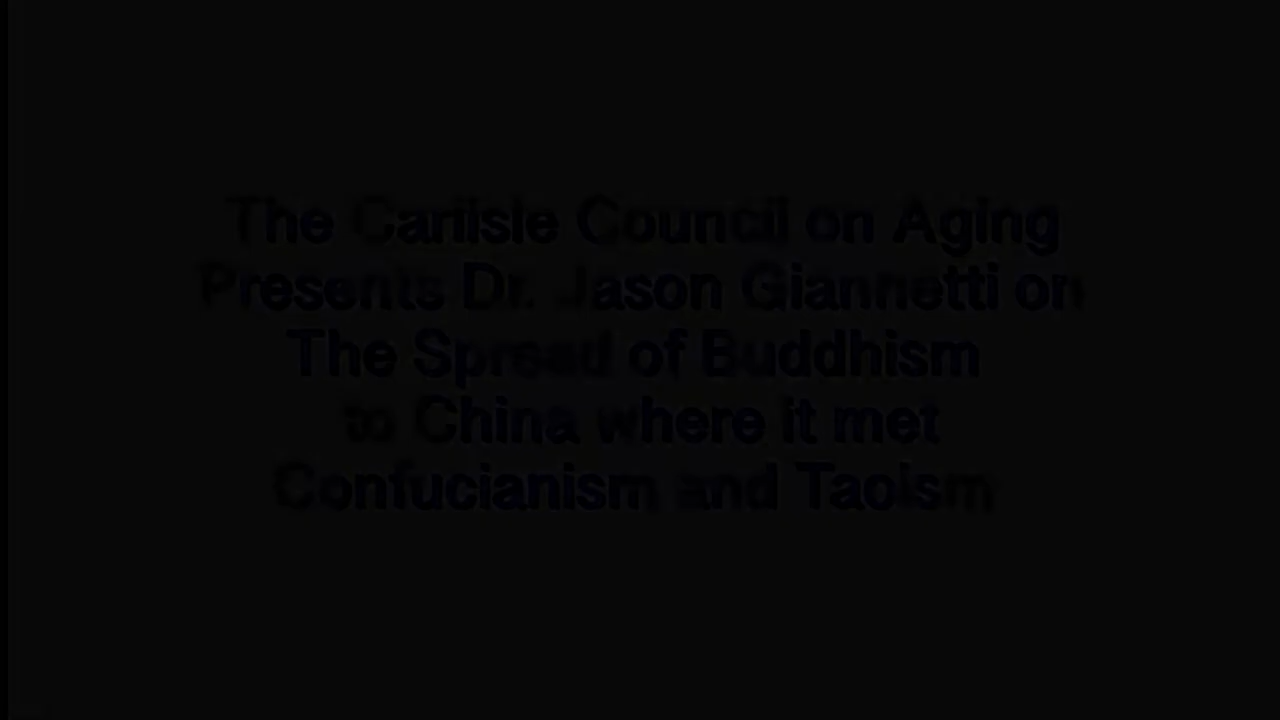 The Carlisle Council on Aging
Presents Dr. Jason Giannetti on
The Spread of Buddhism
to China where it met
Confucianism and Taoism